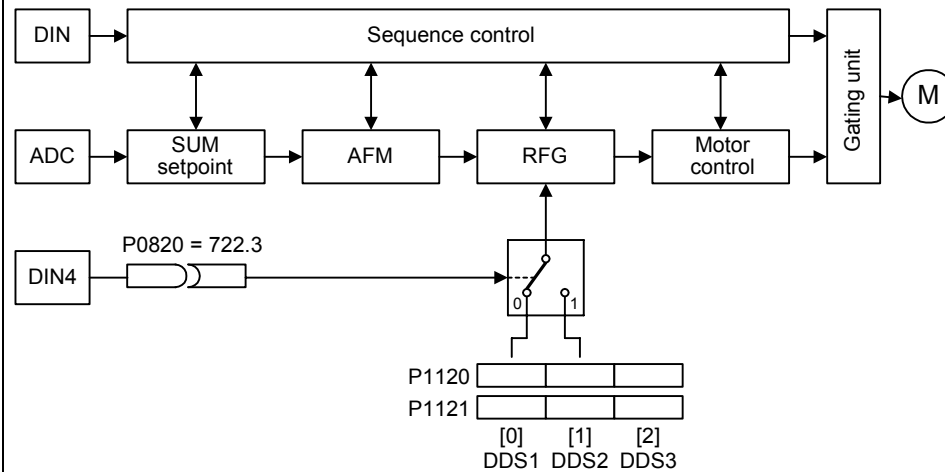 DIN
Sequence control
Gating unit
M
ADC
SUM
setpoint
AFM
RFG
Motor
control
P0820 = 722.3
DIN4
0
1
P1120
P1121
[0] [1] [2]
DDS1 DDS2 DDS3